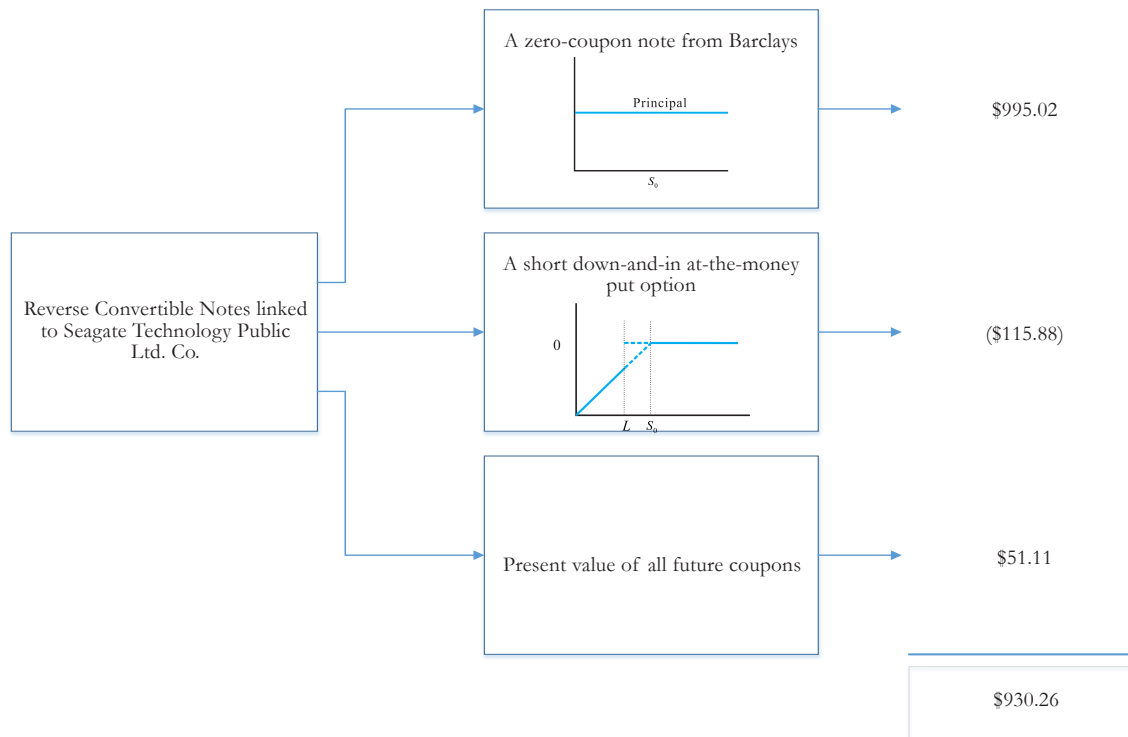 A zero-coupon note from Barclays
Principal
S₀
$995.02
Reverse Convertible Notes linked
to Seagate Technology Public
Ltd. Co.
A short down-and-in at-the-money
put option
0
L S₀
($115.88)
Present value of all future coupons
$51.11
$930.26